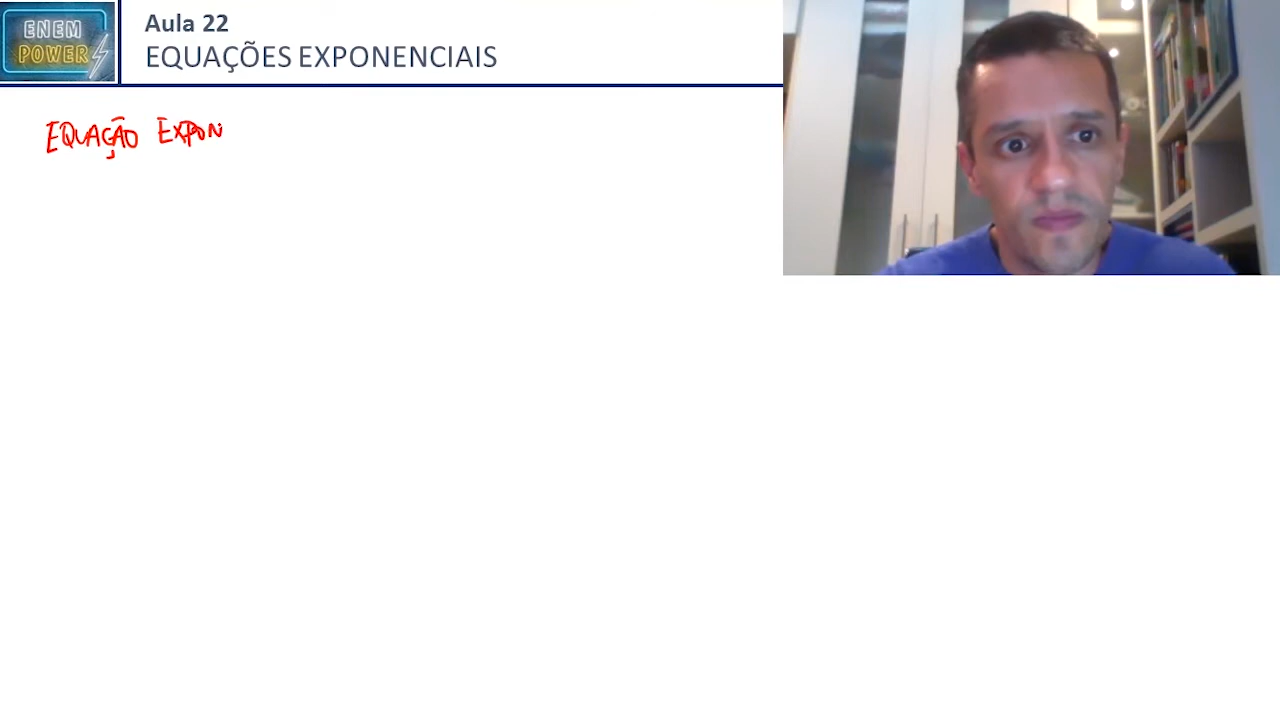 ENEM
POWER
Aula 22
EQUAÇÕES EXPONENCIAIS
EQUAÇÃO EXPON